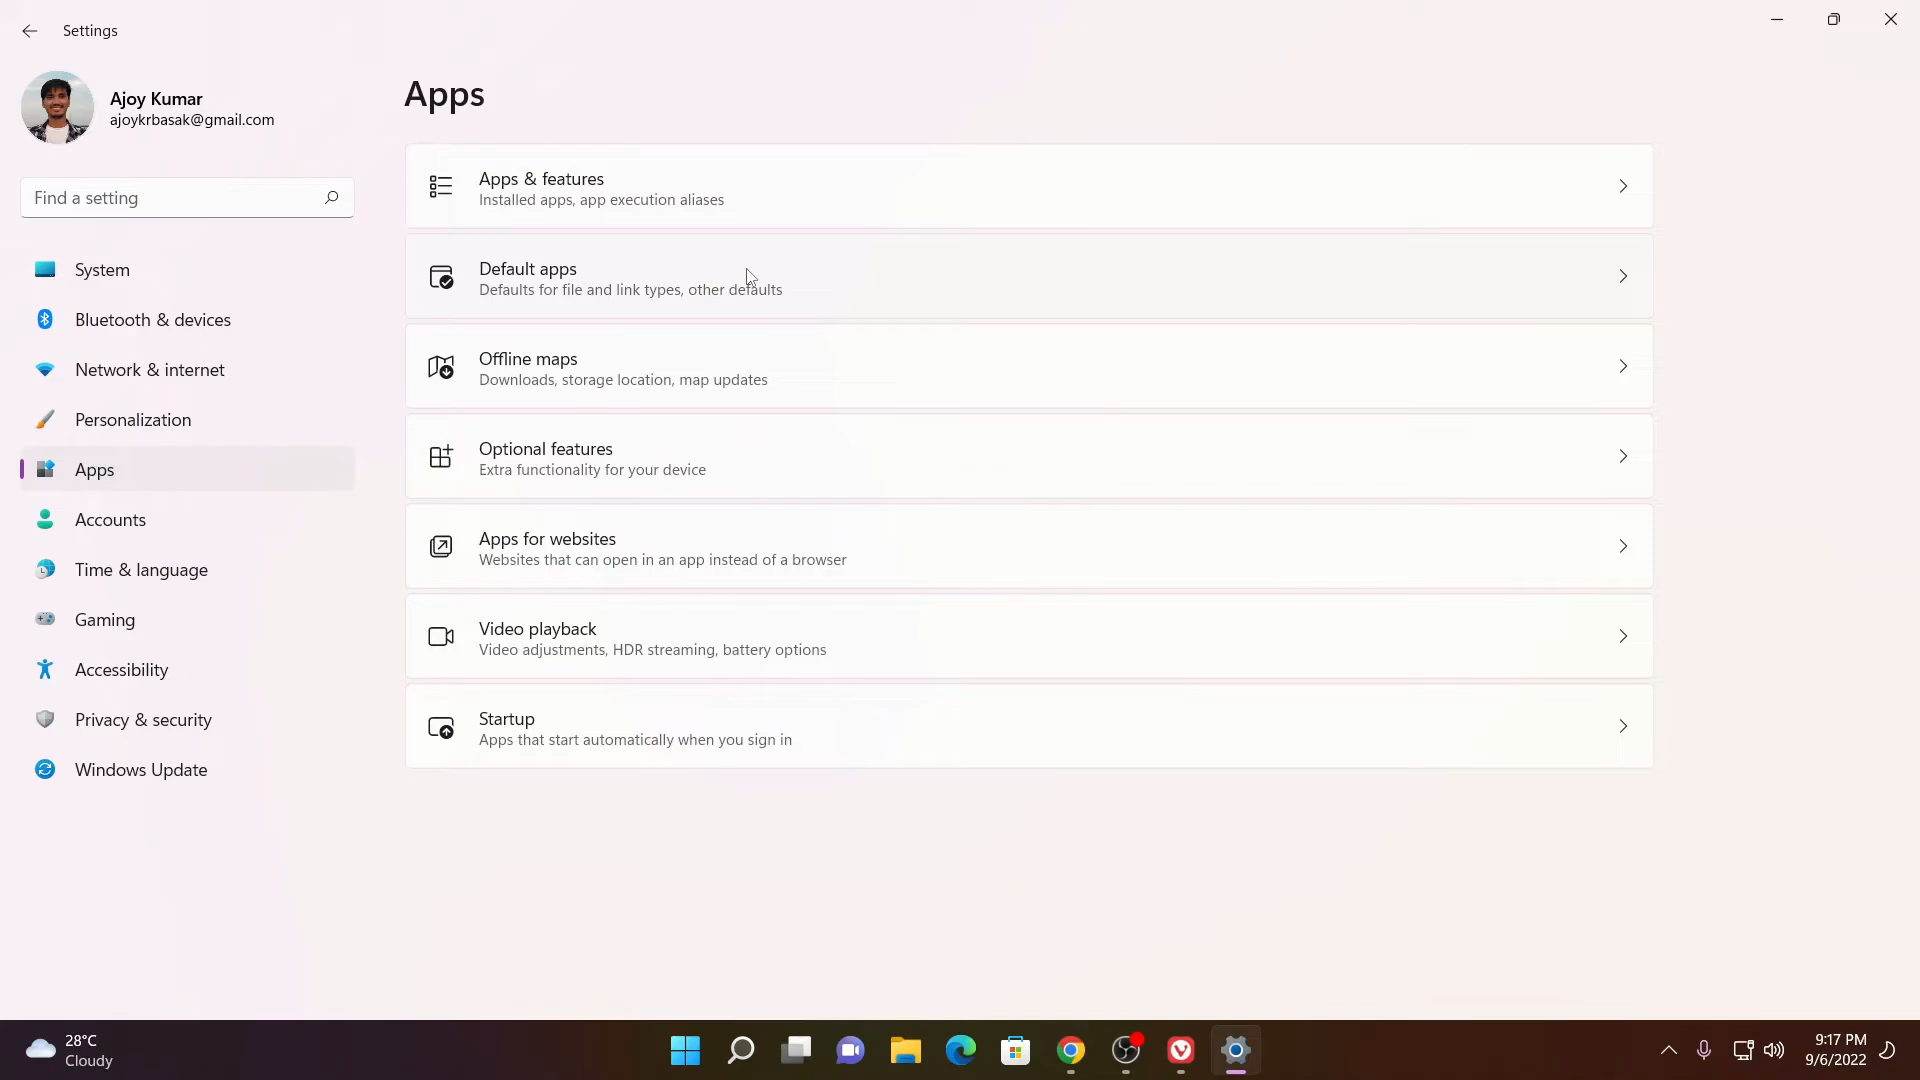 Settings
Ajoy Kumar
ajoykrbasak@gmail.com
Find a setting
System
Bluetooth & devices
Network & internet
Personalization
Apps
Accounts
Time & language
Gaming
Accessibility
Privacy & security
Windows Update
Apps
Apps & features
Installed apps, app execution aliases
Default apps
Defaults for file and link types, other defaults
Offline maps
Downloads, storage location, map updates
Optional features
Extra functionality for your device
Apps for websites
Websites that can open in an app instead of a browser
Video playback
Video adjustments, HDR streaming, battery options
Startup
Apps that start automatically when you sign in
28°C
Cloudy
9:17 PM
9/6/2022